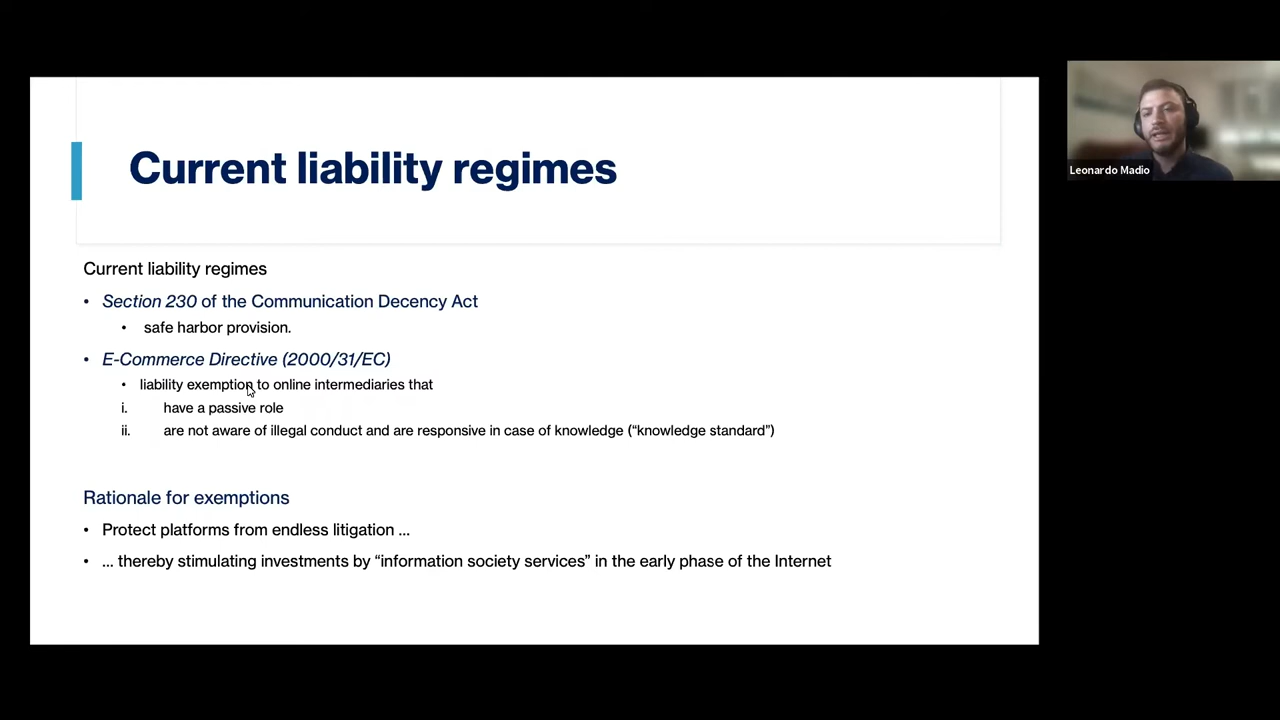 Current liability regimes
Leonardo Madio
Current liability regimes
• Section 230 of the Communication Decency Act
• safe harbor provision.
• E-Commerce Directive (2000/31/EC)
• liability exemption to online intermediaries that
i. have a passive role
ii. are not aware of illegal conduct and are responsive in case of knowledge (“knowledge standard”)
Rationale for exemptions
• Protect platforms from endless litigation ...
• ... thereby stimulating investments by “information society services” in the early phase of the Internet